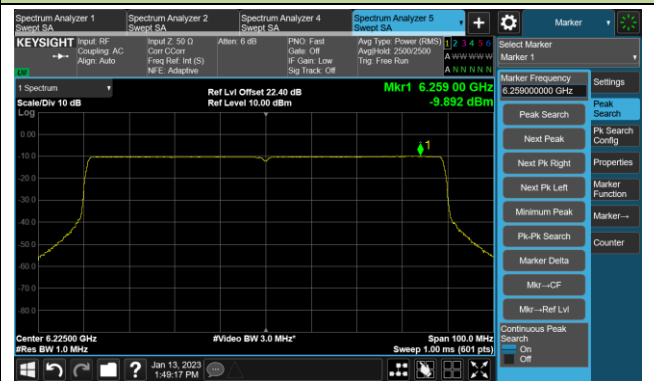 Spectrum Analyzer 1
Swept SA
Spectrum Analyzer 2
Swept SA
Spectrum Analyzer 4
Swept SA
Spectrum Analyzer 5
Swept SA
Marker
KEYSIGHT
Input: RF
Coupling: AC
Align: Auto
Input Z: 50 Ω
Corr CCorr
Freq Ref: Int (S)
NFE: Adaptive
Atten: 6 dB
PNO: Fast
Gate: Off
IF Gain: Low
Sig Track: Off
Avg Type: Power (RMS)
Avg|Hold: 2500/2500
Trig: Free Run
1 2 3 4 5 6
A W W W W W
A N N N N N
Select Marker
Marker 1
1 Spectrum
Scale/Div 10 dB
Log
Ref Lvl Offset 22.40 dB
Ref Level 10.00 dBm
Mkr1 6.259 00 GHz
-9.892 dBm
0.00
-10.0
-20.0
-30.0
-40.0
-50.0
-60.0
-70.0
-80.0
1
Center 6.22500 GHz
#Res BW 1.0 MHz
#Video BW 3.0 MHz*
Span 100.0 MHz
Sweep 1.00 ms (601 pts)
Marker Frequency
6.259000000 GHz
Peak Search
Next Peak
Next Pk Right
Next Pk Left
Minimum Peak
Pk-Pk Search
Marker Delta
Mkr→CF
Mkr→Ref Lvl
Continuous Peak
Search
On
Off
Settings
Peak
Search
Pk Search
Config
Properties
Marker
Function
Marker→
Counter
?
Jan 13, 2023
1:49:17 PM